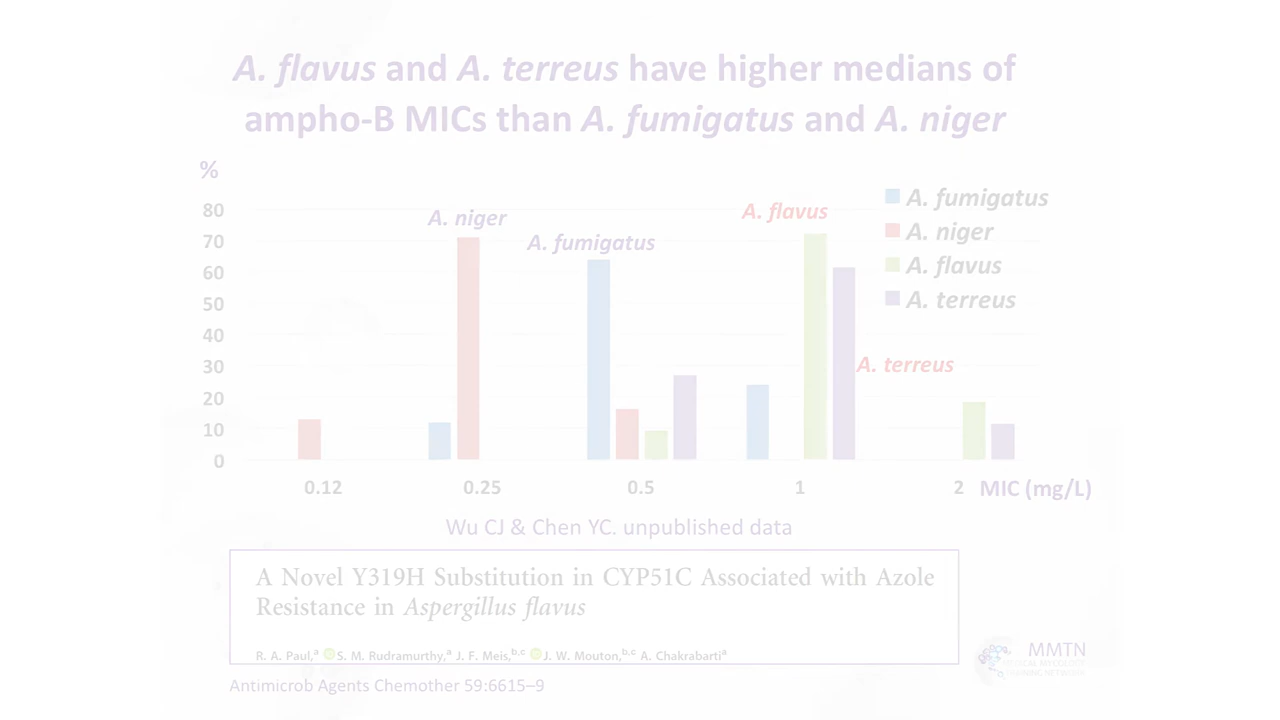 A. flavus and A. terreus have higher medians of
ampho-B MICs than A. fumigatus and A. niger
%
80
70
60
50
40
30
20
10
0
A. niger
A. fumigatus
A. flavus
A. terreus
A. fumigatus
A. niger
A. flavus
A. terreus
0.12 0.25 0.5 1 2 MIC (mg/L)
Wu CJ & Chen YC. unpublished data
A Novel Y319H Substitution in CYP51C Associated with Azole
Resistance in Aspergillus flavus
R. A. Paul,a S. M. Rudramurthy,a J. F. Meis,b,c J. W. Mouton,b,c A. Chakrabartia
Antimicrob Agents Chemother 59:6615–9
MMTN